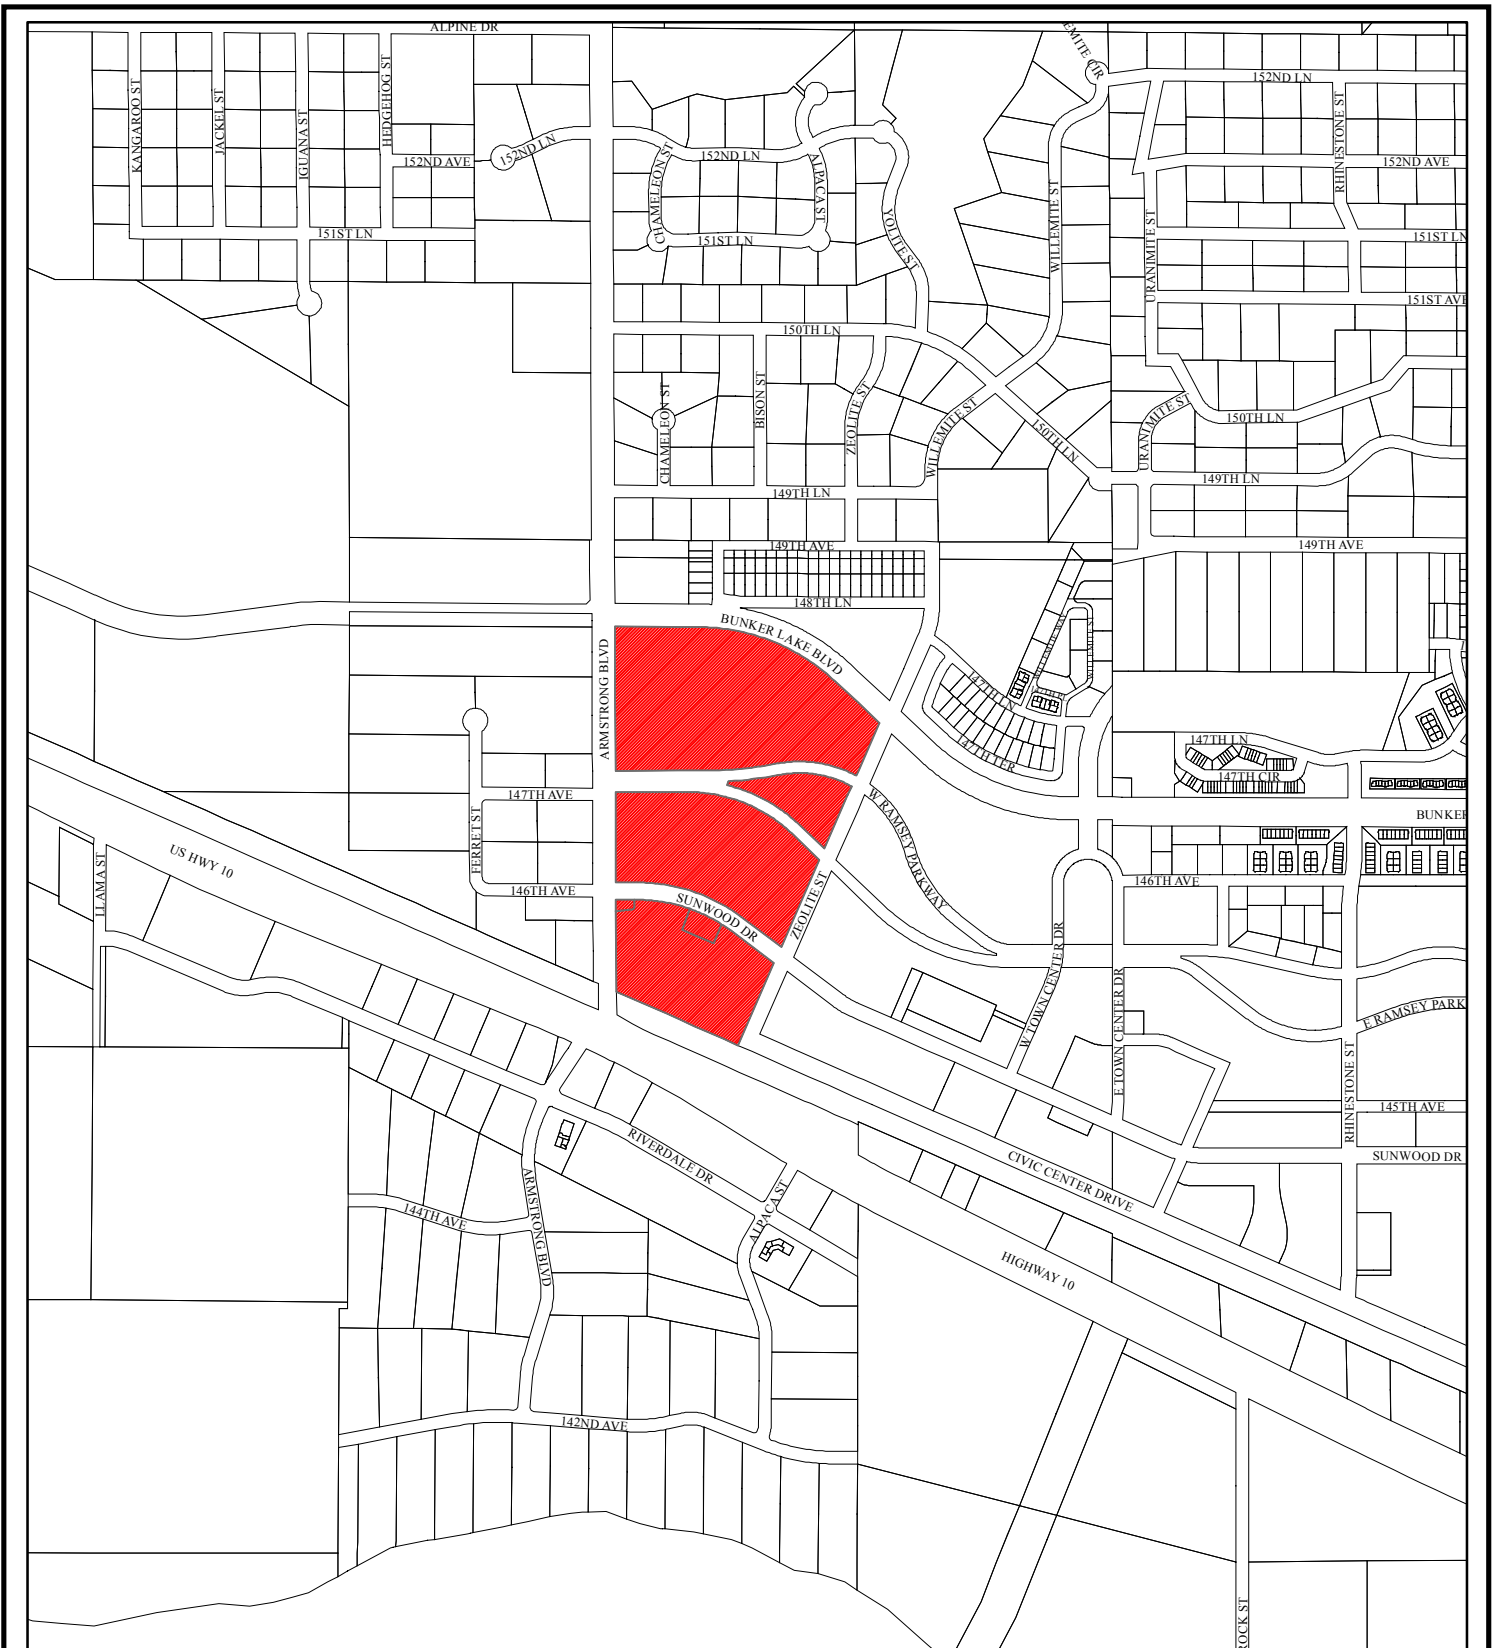 ALPINE DR
KANGAROO ST
JACKEL ST
IGUANA ST
HEDGEHOG ST
152ND AVE
152ND LN
151ST LN
CHAMELEON ST
152ND LN
ALPACA ST
151ST LN
YOLITE ST
EMITE CIR
WILLEMITE ST
152ND LN
RHINESTONE ST
152ND AVE
URANIMITE ST
151ST LN
151ST AVE
150TH LN
CHAMELEON ST
BISON ST
ZEOLITE ST
WILLEMITE ST
150TH LN
URANIMITE ST
150TH LN
149TH LN
149TH LN
149TH AVE
149TH AVE
148TH LN
BUNKER LAKE BLVD
ARMSTRONG BLVD
147TH LN
147TH TER
147TH LN
147TH CIR
147TH AVE
FERRET ST
146TH AVE
W RAMSEY PARKWAY
BUNKER
146TH AVE
US HWY 10
LLAMA ST
SUNWOOD DR
ZEOLITE ST
W TOWN CENTER DR
E TOWN CENTER DR
E RAMSEY PARK
RHINESTONE ST
145TH AVE
SUNWOOD DR
RIVERDALE DR
ARMSTRONG BLVD
ALPACA ST
144TH AVE
CIVIC CENTER DRIVE
HIGHWAY 10
142ND AVE
OCK ST